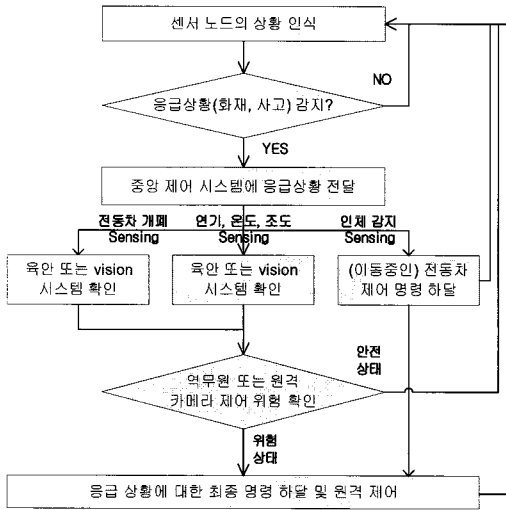 센서 노드의 상황 인식
NO
응급상황(화재, 사고) 감지?
YES
중앙 제어 시스템에 응급상황 전달
전동차 개폐
Sensing
연기, 온도, 조도
Sensing
인체 감지
Sensing
육안 또는 vision
시스템 확인
육안 또는 vision
시스템 확인
(이동중인) 전동차
제어 명령 하달
안전
상태
역무원 또는 원격
카메라 제어 위험 확인
위험
상태
응급 상황에 대한 최종 명령 하달 및 원격 제어